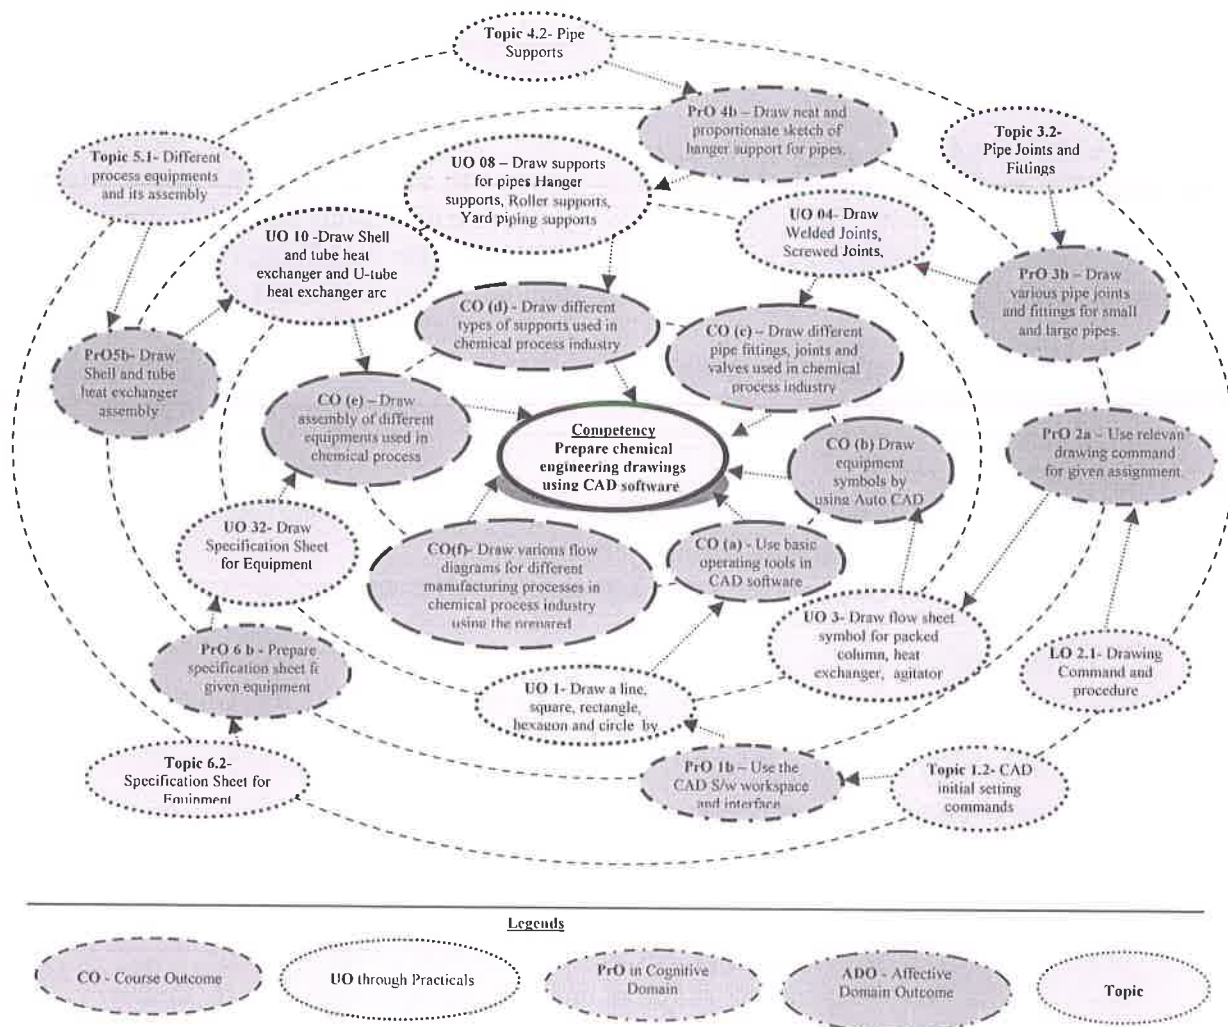 Topic 4.2- Pipe
Supports
PrO 4b – Draw neat and
proportionate sketch of
hanger support for pipes.
Topic 3.2-
Pipe Joints and
Fittings
Topic 5.1- Different
process equipments
and its assembly
UO 08 – Draw supports
for pipes Hanger
supports, Roller supports,
Yard piping supports
UO 04- Draw
Welded Joints,
Screwed Joints,
UO 10 -Draw Shell
and tube heat
exchanger and U-tube
heat exchanger arc
PrO 3b – Draw
various pipe joints
and fittings for small
and large pipes.
CO (d) - Draw different
types of supports used in
chemical process industry
CO (c) – Draw different
pipe fittings, joints and
valves used in chemical
process industry
PrO5b- Draw
Shell and tube
heat exchanger
assembly
CO (e) – Draw
assembly of different
equipments used in
chemical process
Competency
Prepare chemical
engineering drawings
using CAD software
CO (b) Draw
equipment
symbols by
using Auto CAD
PrO 2a – Use relevan
drawing command
for given assignment.
UO 32- Draw
Specification Sheet
for Equipment
CO(f)- Draw various flow
diagrams for different
manufacturing processes in
chemical process industry
using the prepared
CO (a) - Use basic
operating tools in
CAD software
UO 3- Draw flow sheet
symbol for packed
column, heat
exchanger, agitator
PrO 6 b - Prepare
specification sheet fc
given equipment
UO 1- Draw a line,
square, rectangle,
hexagon and circle by
LO 2.1- Drawing
Command and
procedure
Topic 6.2-
Specification Sheet for
Equipment
PrO 1b – Use the
CAD S/w workspace
and interface
Topic 1.2- CAD
initial setting
commands
Legends
CO - Course Outcome
UO through Practicals
PrO in Cognitive
Domain
ADO - Affective
Domain Outcome
Topic